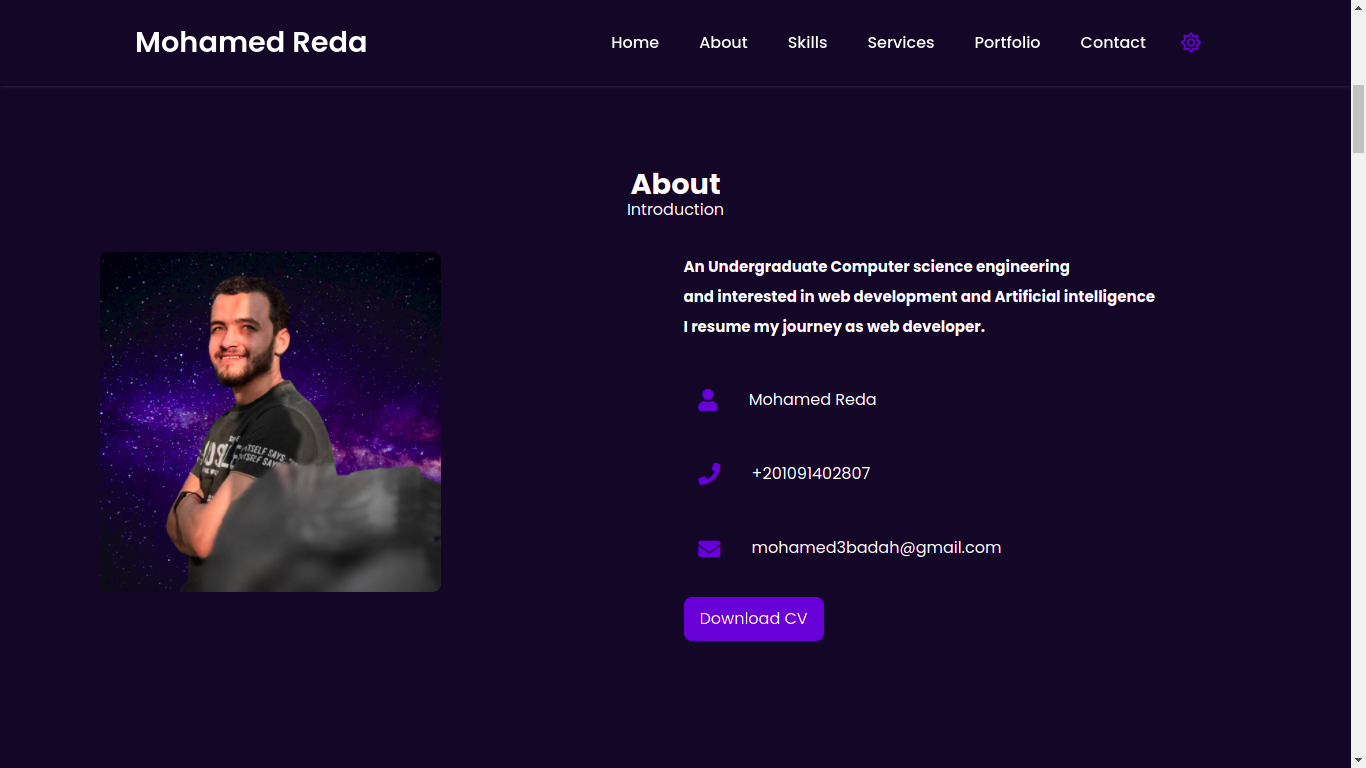 Mohamed Reda
Home About Skills Services Portfolio Contact
About
Introduction
An Undergraduate Computer science engineering
and interested in web development and Artificial intelligence
I resume my journey as web developer.
Mohamed Reda
+201091402807
mohamed3badah@gmail.com
Download CV